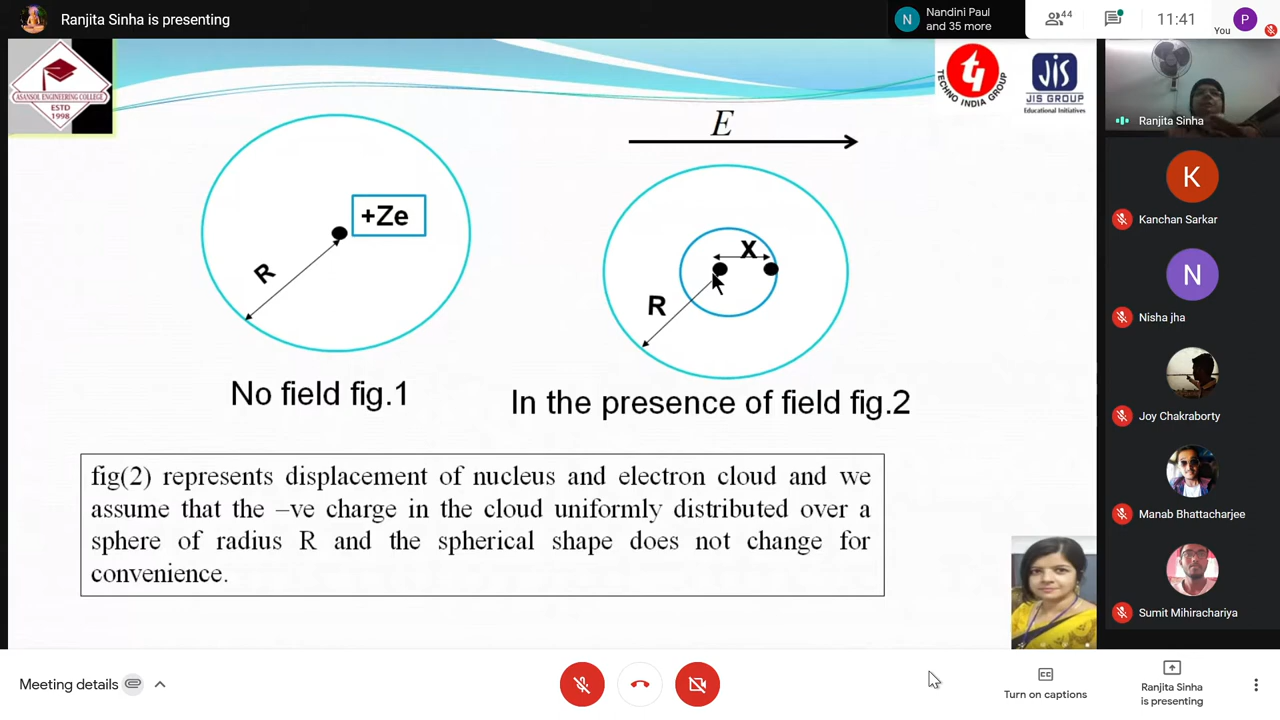 Ranjita Sinha is presenting
N
Nandini Paul
and 35 more
44
11:41
You
P
ASANSOL ENGINEERING COLLEGE
ESTD
1998
TECHNO INDIA GROUP
JIS
JIS GROUP
Educational Initiatives
E
+Ze
R
X
R
No field fig.1
In the presence of field fig.2
fig(2) represents displacement of nucleus and electron cloud and we
assume that the –ve charge in the cloud uniformly distributed over a
sphere of radius R and the spherical shape does not change for
convenience.
Ranjita Sinha
K
Kanchan Sarkar
N
Nisha jha
Joy Chakraborty
Manab Bhattacharjee
Sumit Mihirachariya
Meeting details
Turn on captions
Ranjita Sinha
is presenting